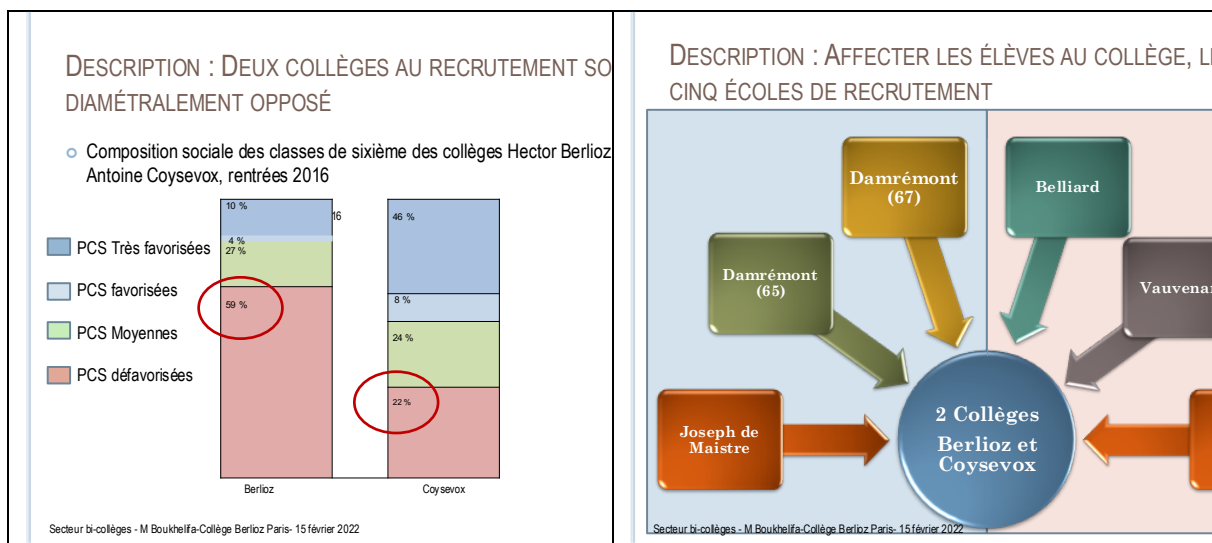 DESCRIPTION : DEUX COLLÈGES AU RECRUTEMENT SO
DIAMÉTRALEMENT OPPOSÉ
Composition sociale des classes de sixième des collèges Hector Berlioz
Antoine Coysevox, rentrées 2016
16
PCS Très favorisées
PCS favorisées
PCS Moyennes
PCS défavorisées
10 %
4 %
27 %
59 %
46 %
8 %
24 %
22 %
Berlioz
Coysevox
Secteur bi-collèges - M Boukhelifa-Collège Berlioz Paris- 15 février 2022
DESCRIPTION : AFFECTER LES ÉLÈVES AU COLLÈGE, L
CINQ ÉCOLES DE RECRUTEMENT
Damrémont
(67)
Belliard
Damrémont
(65)
Vauvenar
Joseph de
Maistre
2 Collèges
Berlioz et
Coysevox
Secteur bi-collèges - M Boukhelifa-Collège Berlioz Paris- 15 février 2022